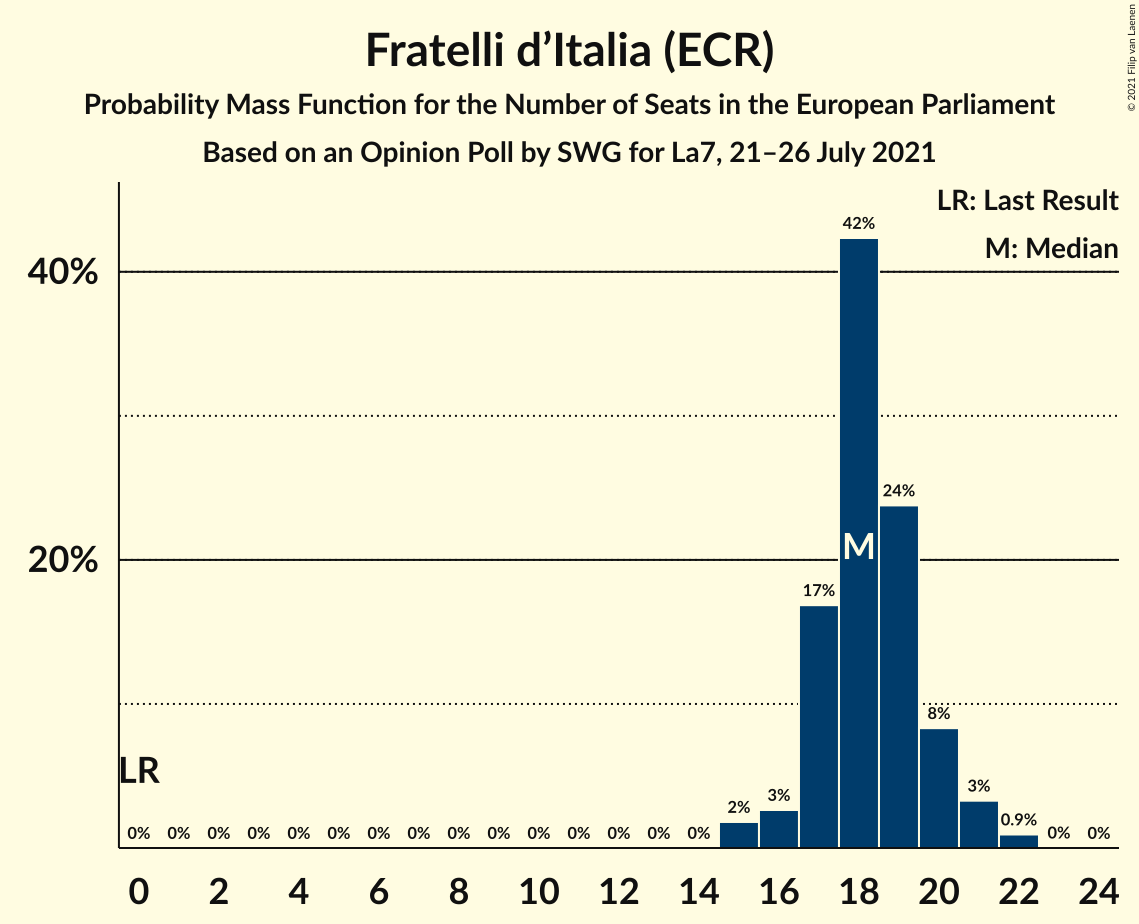 Fratelli d’Italia (ECR)
Probability Mass Function for the Number of Seats in the European Parliament
Based on an Opinion Poll by SWG for La7, 21–26 July 2021
© 2021 Filip van Laenen
LR: Last Result
M: Median
40%
20%
42%
24%
M
17%
8%
LR
3%
2%
3%
0.9%
0% 0% 0% 0% 0% 0% 0% 0% 0% 0% 0% 0% 0% 0% 0% 0% 0%
0 2 4 6 8 10 12 14 16 18 20 22 24